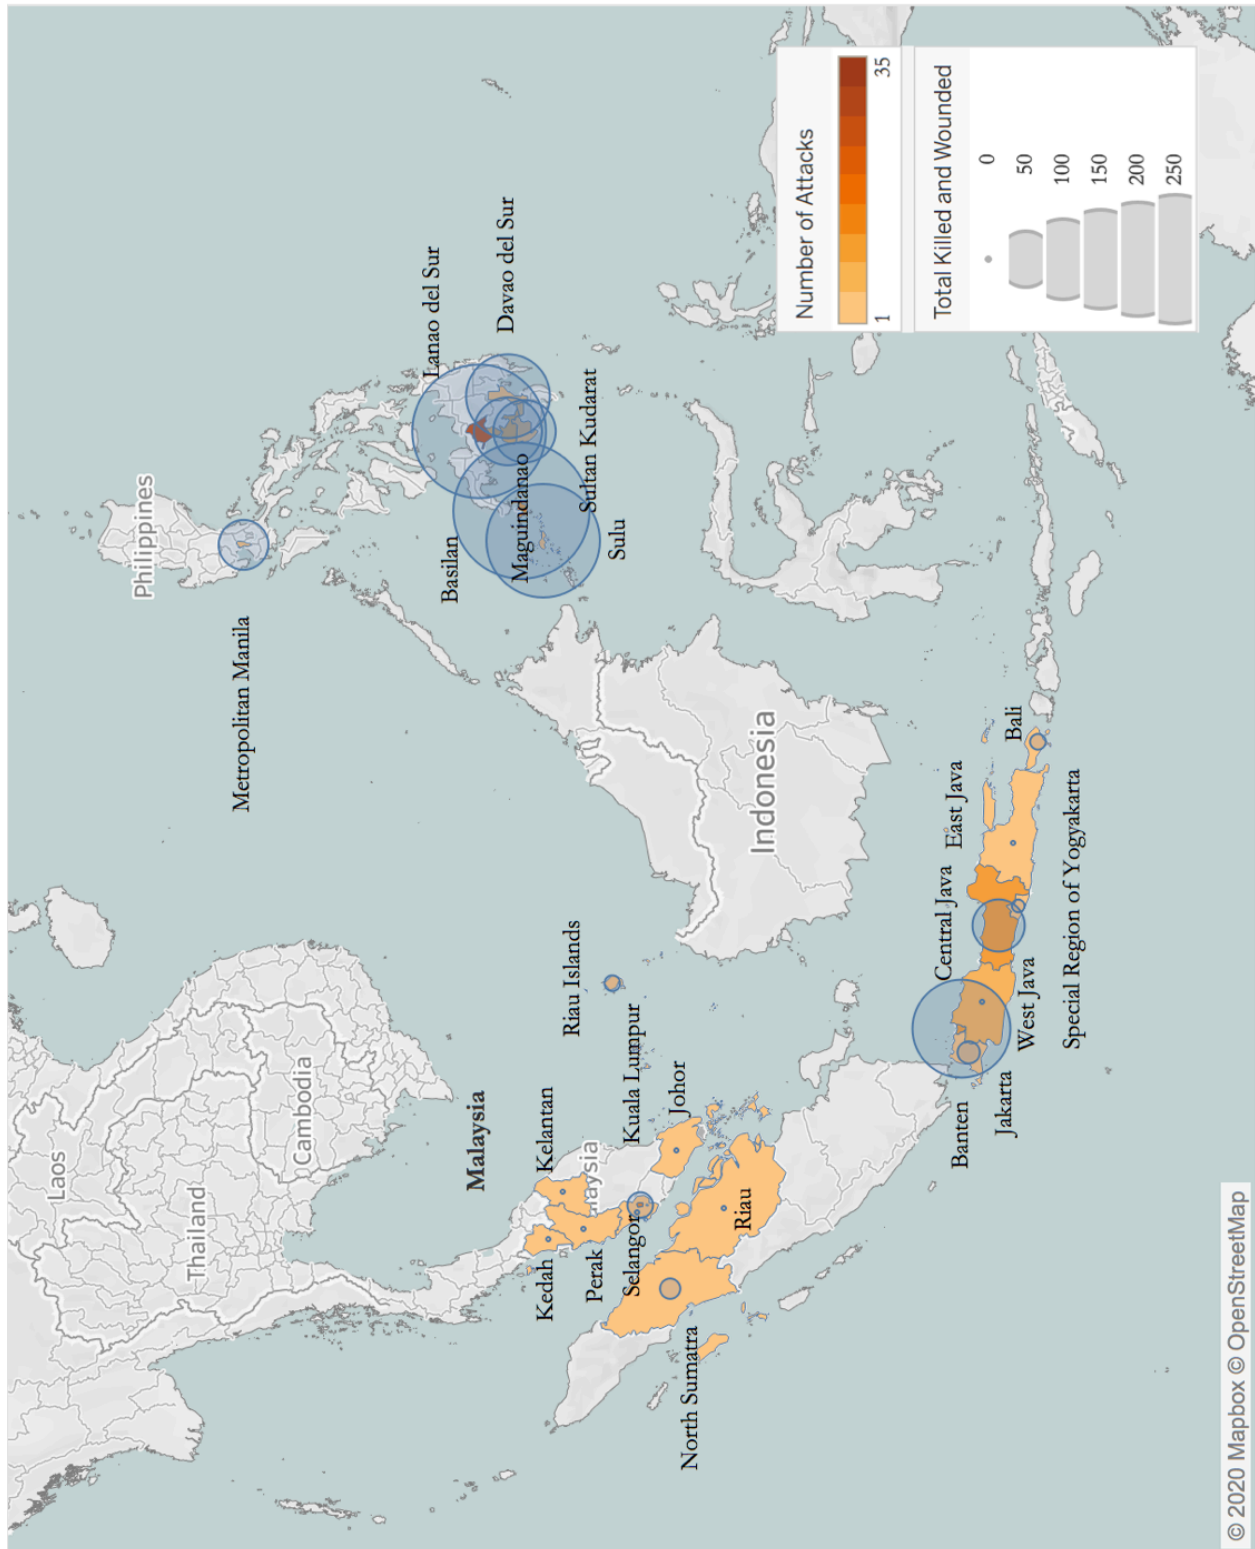 Laos
Thailand
Cambodia
Philippines
Metropolitan Manila
Malaysia
Kedah
Kelantan
Perak
aysia
Selangor
Kuala Lumpur
Johor
Riau Islands
North Sumatra
Riau
Indonesia
Basilan
Lanao del Sur
Maguindanao
Davao del Sur
Sultan Kudarat
Sulu
Banten
Jakarta
Central Java
West Java
East Java
Bali
Special Region of Yogyakarta
Number of Attacks
1
35
Total Killed and Wounded
0
50
100
150
200
250
© 2020 Mapbox © OpenStreetMap